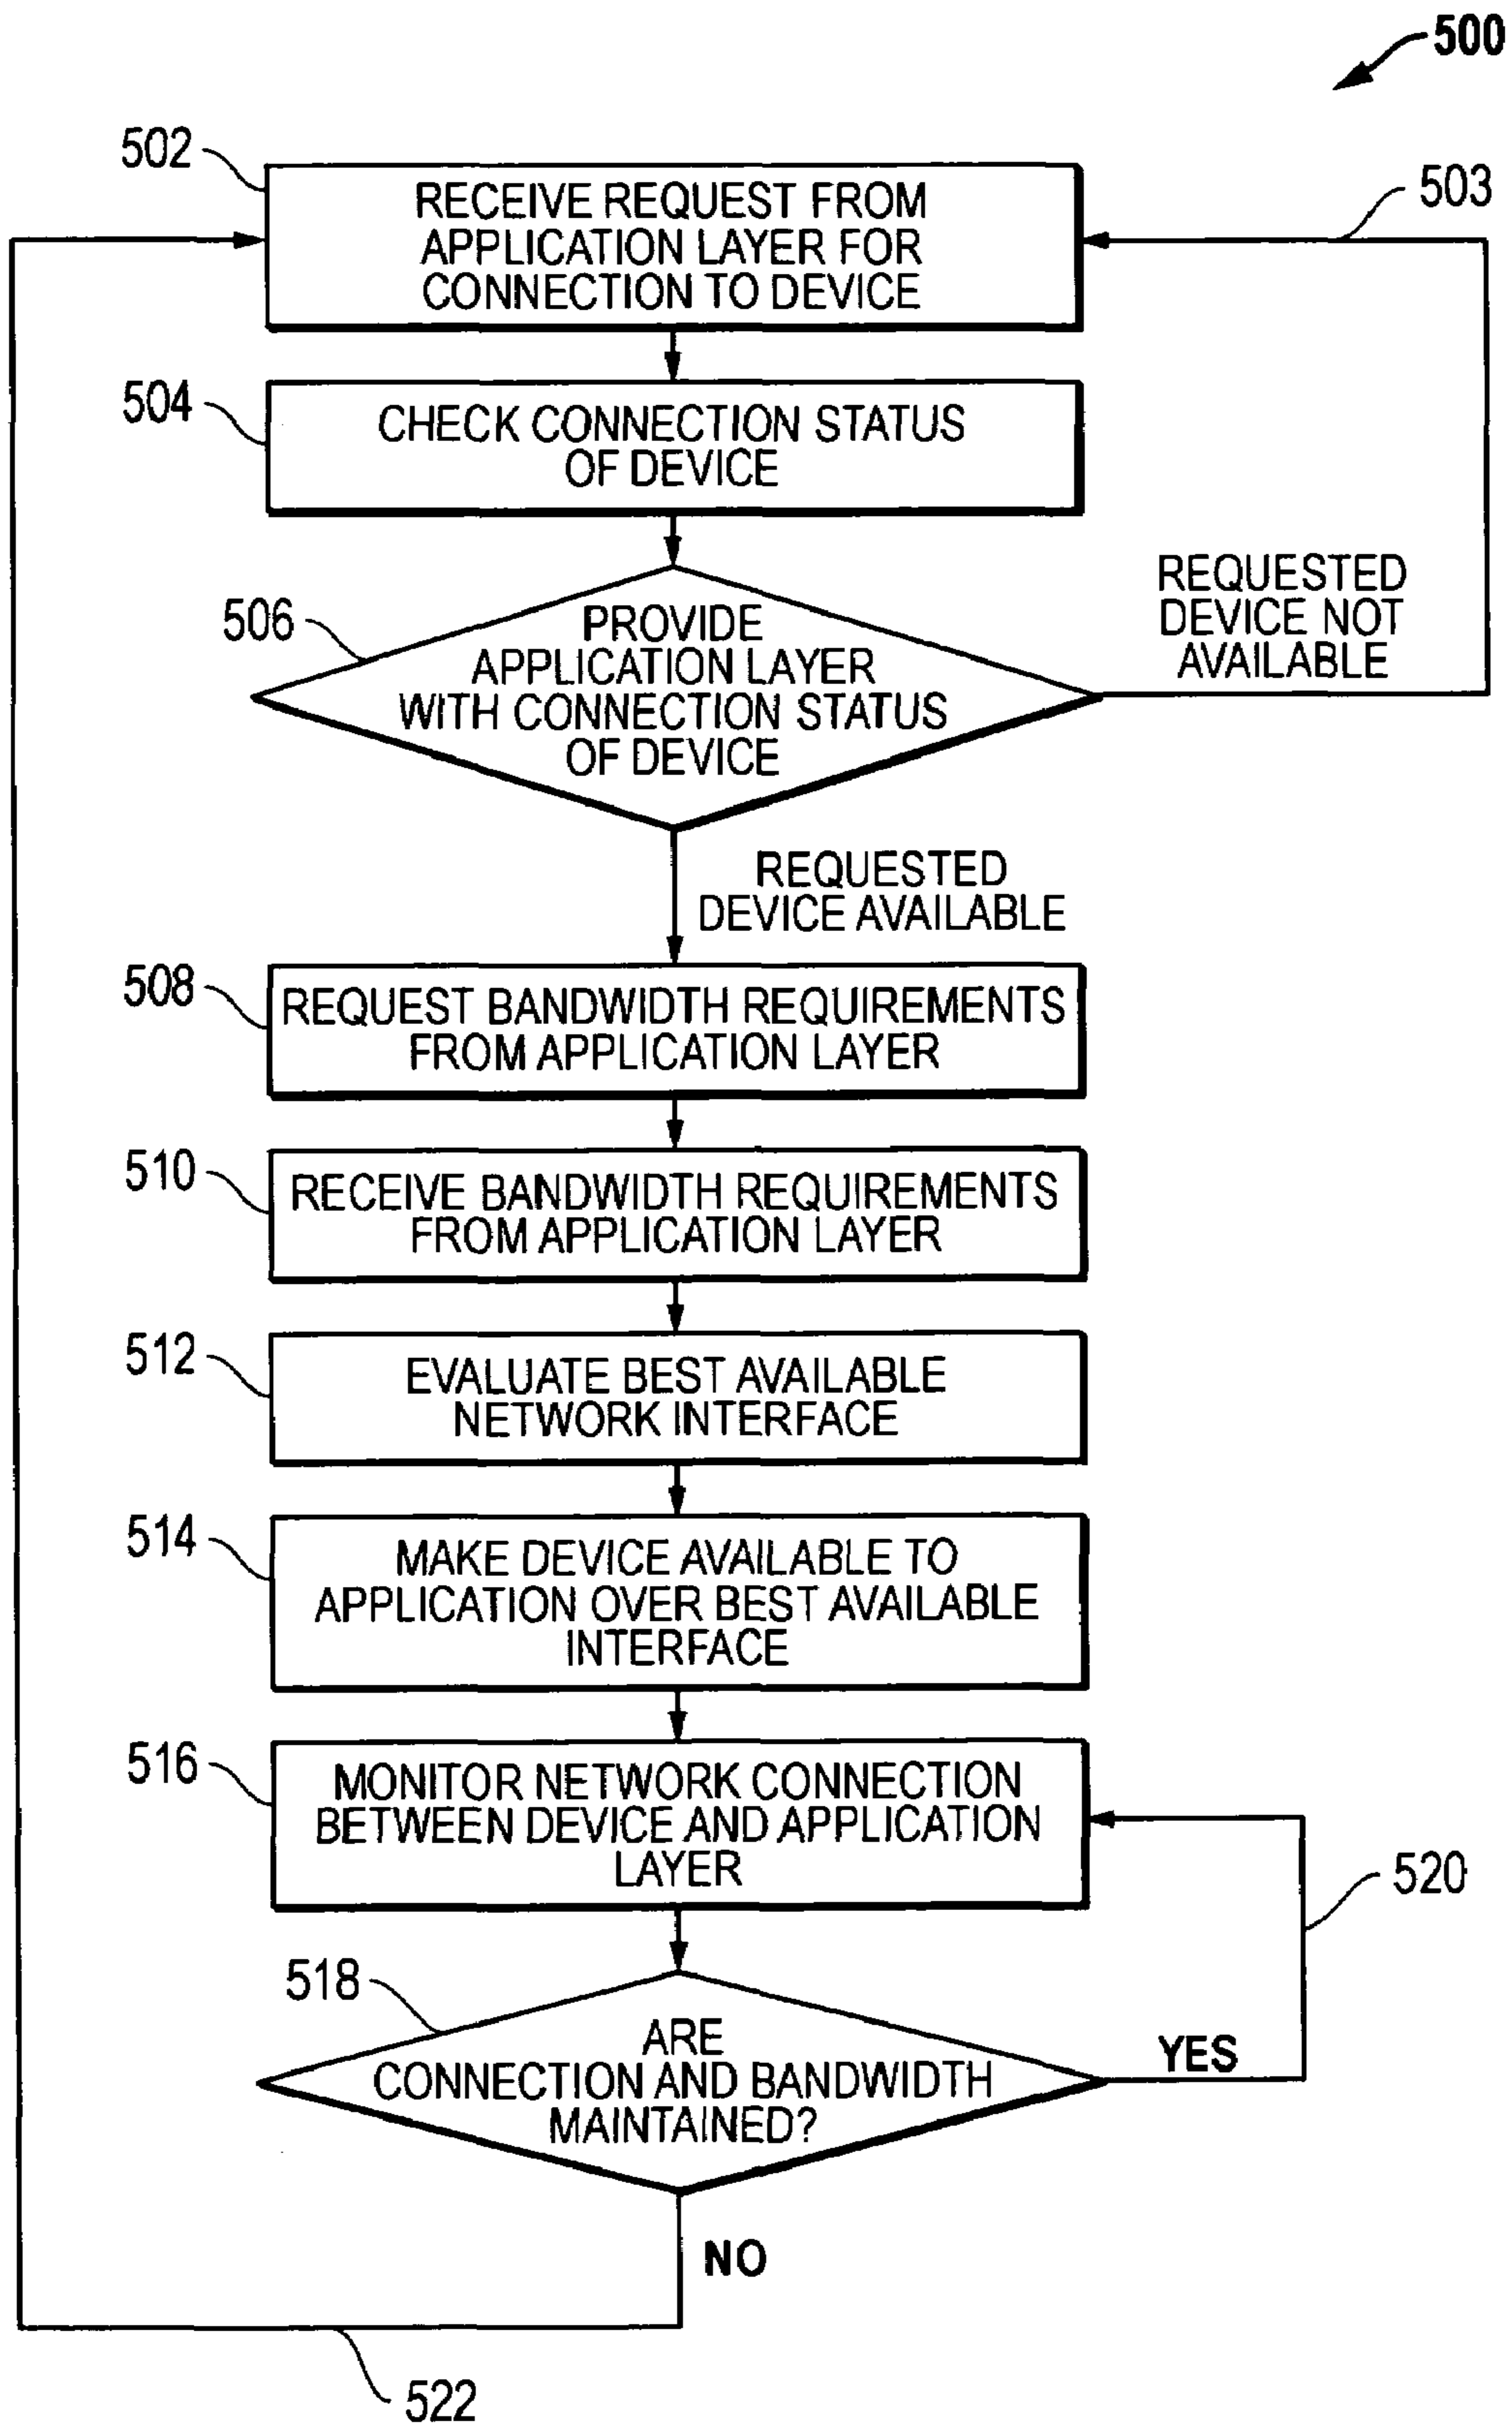 500
502
RECEIVE REQUEST FROM
APPLICATION LAYER FOR
CONNECTION TO DEVICE
503
504
CHECK CONNECTION STATUS
OF DEVICE
506
PROVIDE
APPLICATION LAYER
WITH CONNECTION STATUS
OF DEVICE
REQUESTED
DEVICE NOT
AVAILABLE
REQUESTED
DEVICE AVAILABLE
508
REQUEST BANDWIDTH REQUIREMENTS
FROM APPLICATION LAYER
510
RECEIVE BANDWIDTH REQUIREMENTS
FROM APPLICATION LAYER
512
EVALUATE BEST AVAILABLE
NETWORK INTERFACE
514
MAKE DEVICE AVAILABLE TO
APPLICATION OVER BEST AVAILABLE
INTERFACE
516
MONITOR NETWORK CONNECTION
BETWEEN DEVICE AND APPLICATION
LAYER
520
518
ARE
CONNECTION AND BANDWIDTH
MAINTAINED?
YES
NO
522